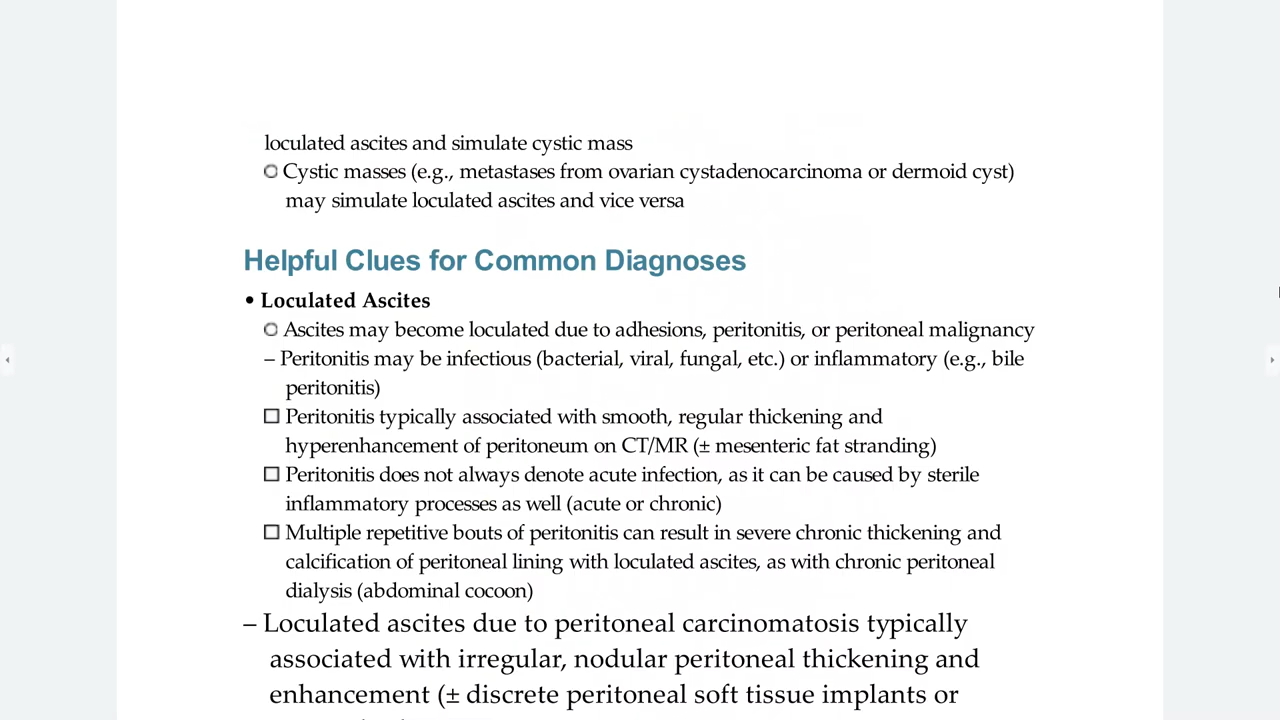 loculated ascites and simulate cystic mass
○ Cystic masses (e.g., metastases from ovarian cystadenocarcinoma or dermoid cyst)
may simulate loculated ascites and vice versa
Helpful Clues for Common Diagnoses
• Loculated Ascites
○ Ascites may become loculated due to adhesions, peritonitis, or peritoneal malignancy
– Peritonitis may be infectious (bacterial, viral, fungal, etc.) or inflammatory (e.g., bile
peritonitis)
□ Peritonitis typically associated with smooth, regular thickening and
hyperenhancement of peritoneum on CT/MR (± mesenteric fat stranding)
□ Peritonitis does not always denote acute infection, as it can be caused by sterile
inflammatory processes as well (acute or chronic)
□ Multiple repetitive bouts of peritonitis can result in severe chronic thickening and
calcification of peritoneal lining with loculated ascites, as with chronic peritoneal
dialysis (abdominal cocoon)
– Loculated ascites due to peritoneal carcinomatosis typically
associated with irregular, nodular peritoneal thickening and
enhancement (± discrete peritoneal soft tissue implants or